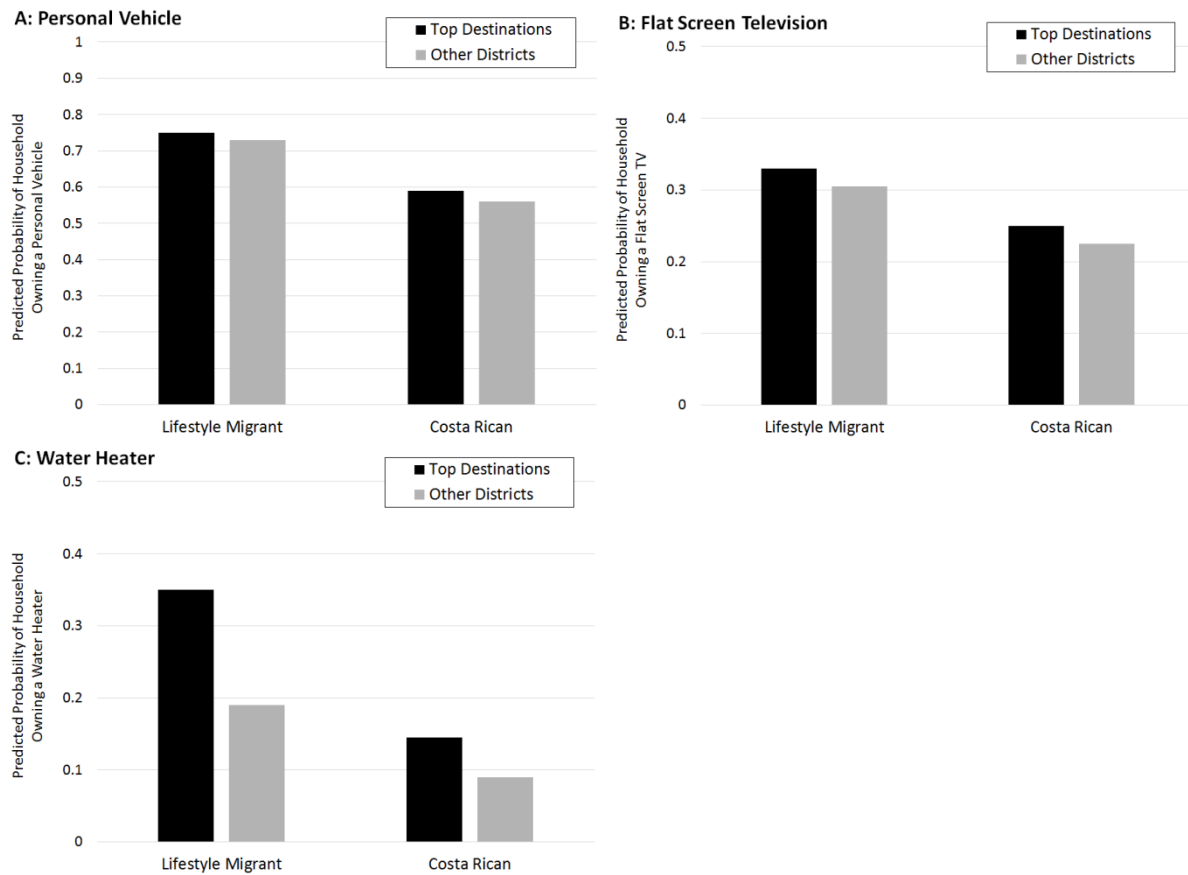 A: Personal Vehicle
Top Destinations
Other Districts
Predicted Probability of Household
Owning a Personal Vehicle
1
0.9
0.8
0.7
0.6
0.5
0.4
0.3
0.2
0.1
0
Lifestyle Migrant
Costa Rican
B: Flat Screen Television
Top Destinations
Other Districts
Predicted Probability of Household
Owning a Flat Screen TV
0.5
0.4
0.3
0.2
0.1
0
Lifestyle Migrant
Costa Rican
C: Water Heater
Top Destinations
Other Districts
Predicted Probability of Household
Owning a Water Heater
0.5
0.4
0.3
0.2
0.1
0
Lifestyle Migrant
Costa Rican